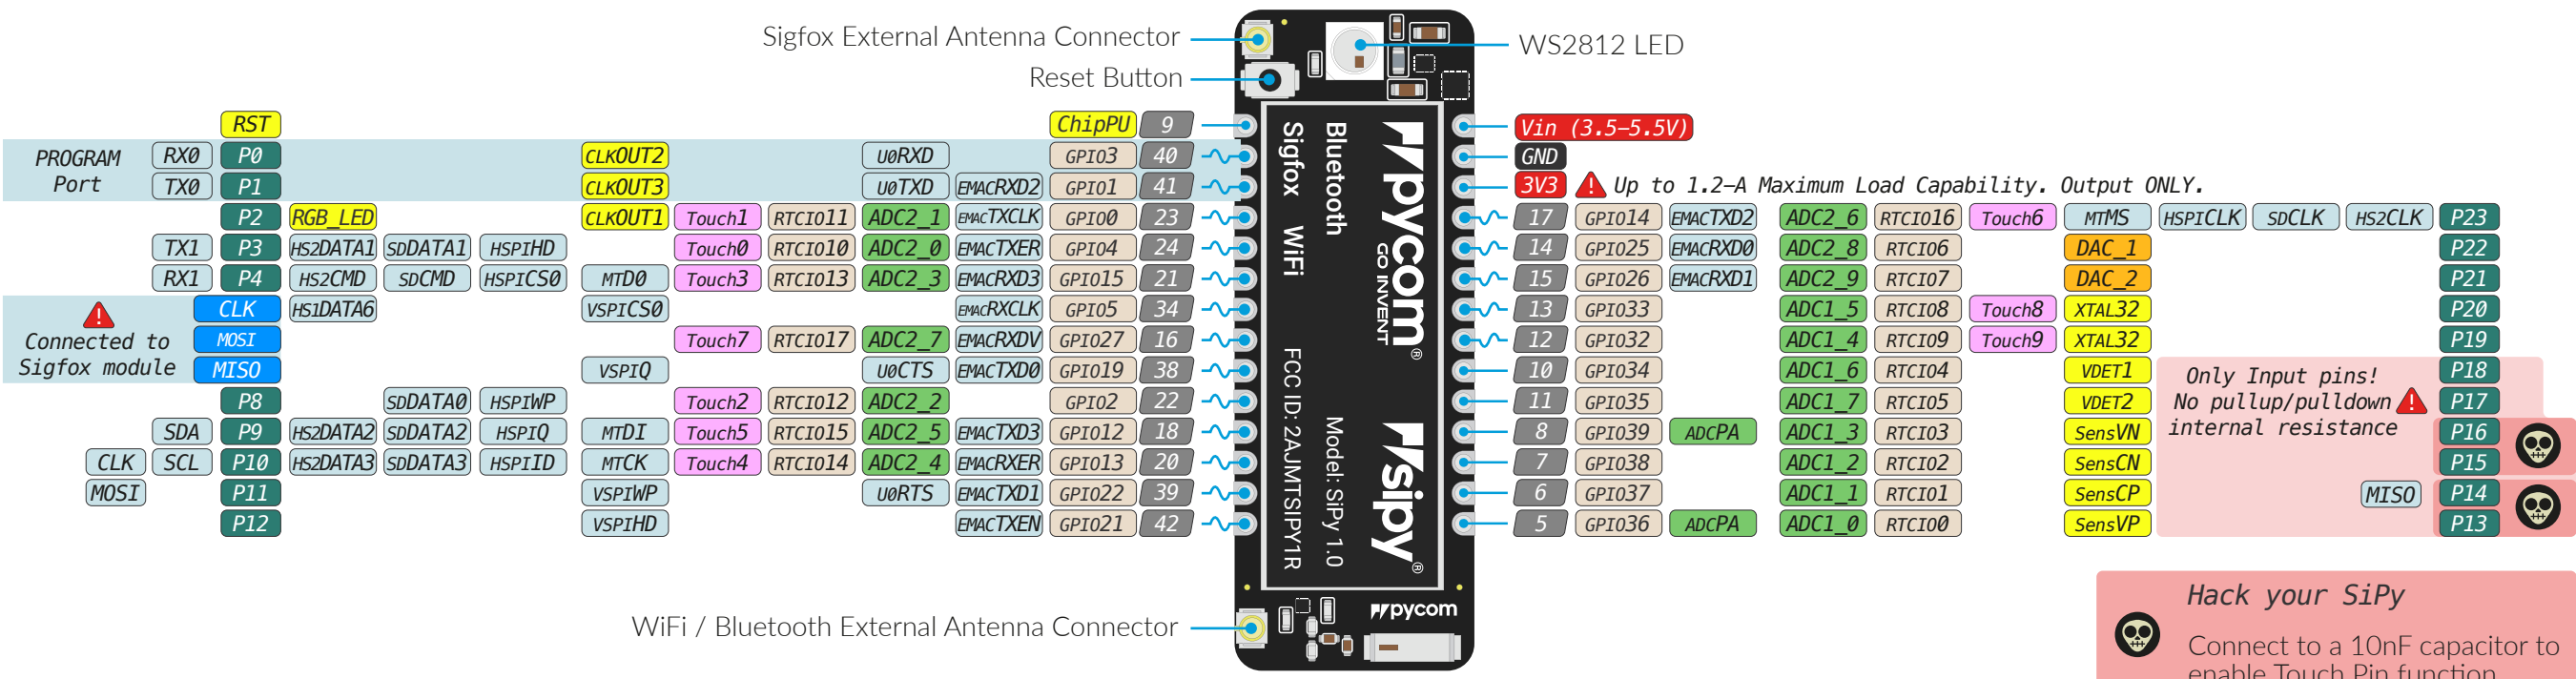 Sigfox External Antenna Connector
WS2812 LED
Reset Button
RST ChipPU 9 Vin (3.5–5.5V)
PROGRAM
Port
RX0 P0 CLKOUT2 U0RXD GPIO3 40 GND
TX0 P1 CLKOUT3 U0TXD EMACRXD2 GPIO1 41 3V3 Up to 1.2–A Maximum Load Capability. Output ONLY.
P2 RGB_LED CLKOUT1 Touch1 RTCIO11 ADC2_1 EMACTXCLK GPIO0 23 17 GPIO14 EMACTXD2 ADC2_6 RTCIO16 Touch6 MTMS HSPICLK SDCLK HS2CLK P23
TX1 P3 HS2DATA1 SDDATA1 HSPIHD Touch0 RTCIO10 ADC2_0 EMACTXER GPIO4 24 14 GPIO25 EMACRXD0 ADC2_8 RTCIO6 DAC_1 P22
RX1 P4 HS2CMD SDCMD HSPICS0 MTDO Touch3 RTCIO13 ADC2_3 EMACRXD3 GPIO15 21 15 GPIO26 EMACRXD1 ADC2_9 RTCIO7 DAC_2 P21
CLK HS1DATA6 VSPICS0 EMACRXCLK GPIO5 34 13 GPIO33 ADC1_5 RTCIO8 Touch8 XTAL32 P20
Connected to
Sigfox module
MOSI Touch7 RTCIO17 ADC2_7 EMACRXDV GPIO27 16 12 GPIO32 ADC1_4 RTCIO9 Touch9 XTAL32 P19
MISO VSPIQ U0CTS EMACTXD0 GPIO19 38 10 GPIO34 ADC1_6 RTCIO4 VDET1 P18
P8 SDDATA0 HSPIWP Touch2 RTCIO12 ADC2_2 GPIO2 22 11 GPIO35 ADC1_7 RTCIO5 VDET2 P17
Only Input pins!
No pullup/pulldown
internal resistance
SDA P9 HS2DATA2 SDDATA2 HSPIQ MTDI Touch5 RTCIO15 ADC2_5 EMACTXD3 GPIO12 18 8 GPIO39 ADCPA ADC1_3 RTCIO3 SensVN P16
CLK SCL P10 HS2DATA3 SDDATA3 HSPIID MTCK Touch4 RTCIO14 ADC2_4 EMACRXER GPIO13 20 7 GPIO38 ADC1_2 RTCIO2 SensCN P15
MOSI P11 VSPIWP U0RTS EMACTXD1 GPIO22 39 6 GPIO37 ADC1_1 RTCIO1 SensCP MISO P14
P12 VSPIHD EMACTXEN GPIO21 42 5 GPIO36 ADCPA ADC1_0 RTCIO0 SensVP P13
pycom®
GO INVENT
sipy®
Bluetooth
Model: SiPy 1.0
Sigfox WiFi
FCC ID: 2AJMTSIPY1R
pycom
WiFi / Bluetooth External Antenna Connector
Hack your SiPy
Connect to a 10nF capacitor to
enable Touch Pin function